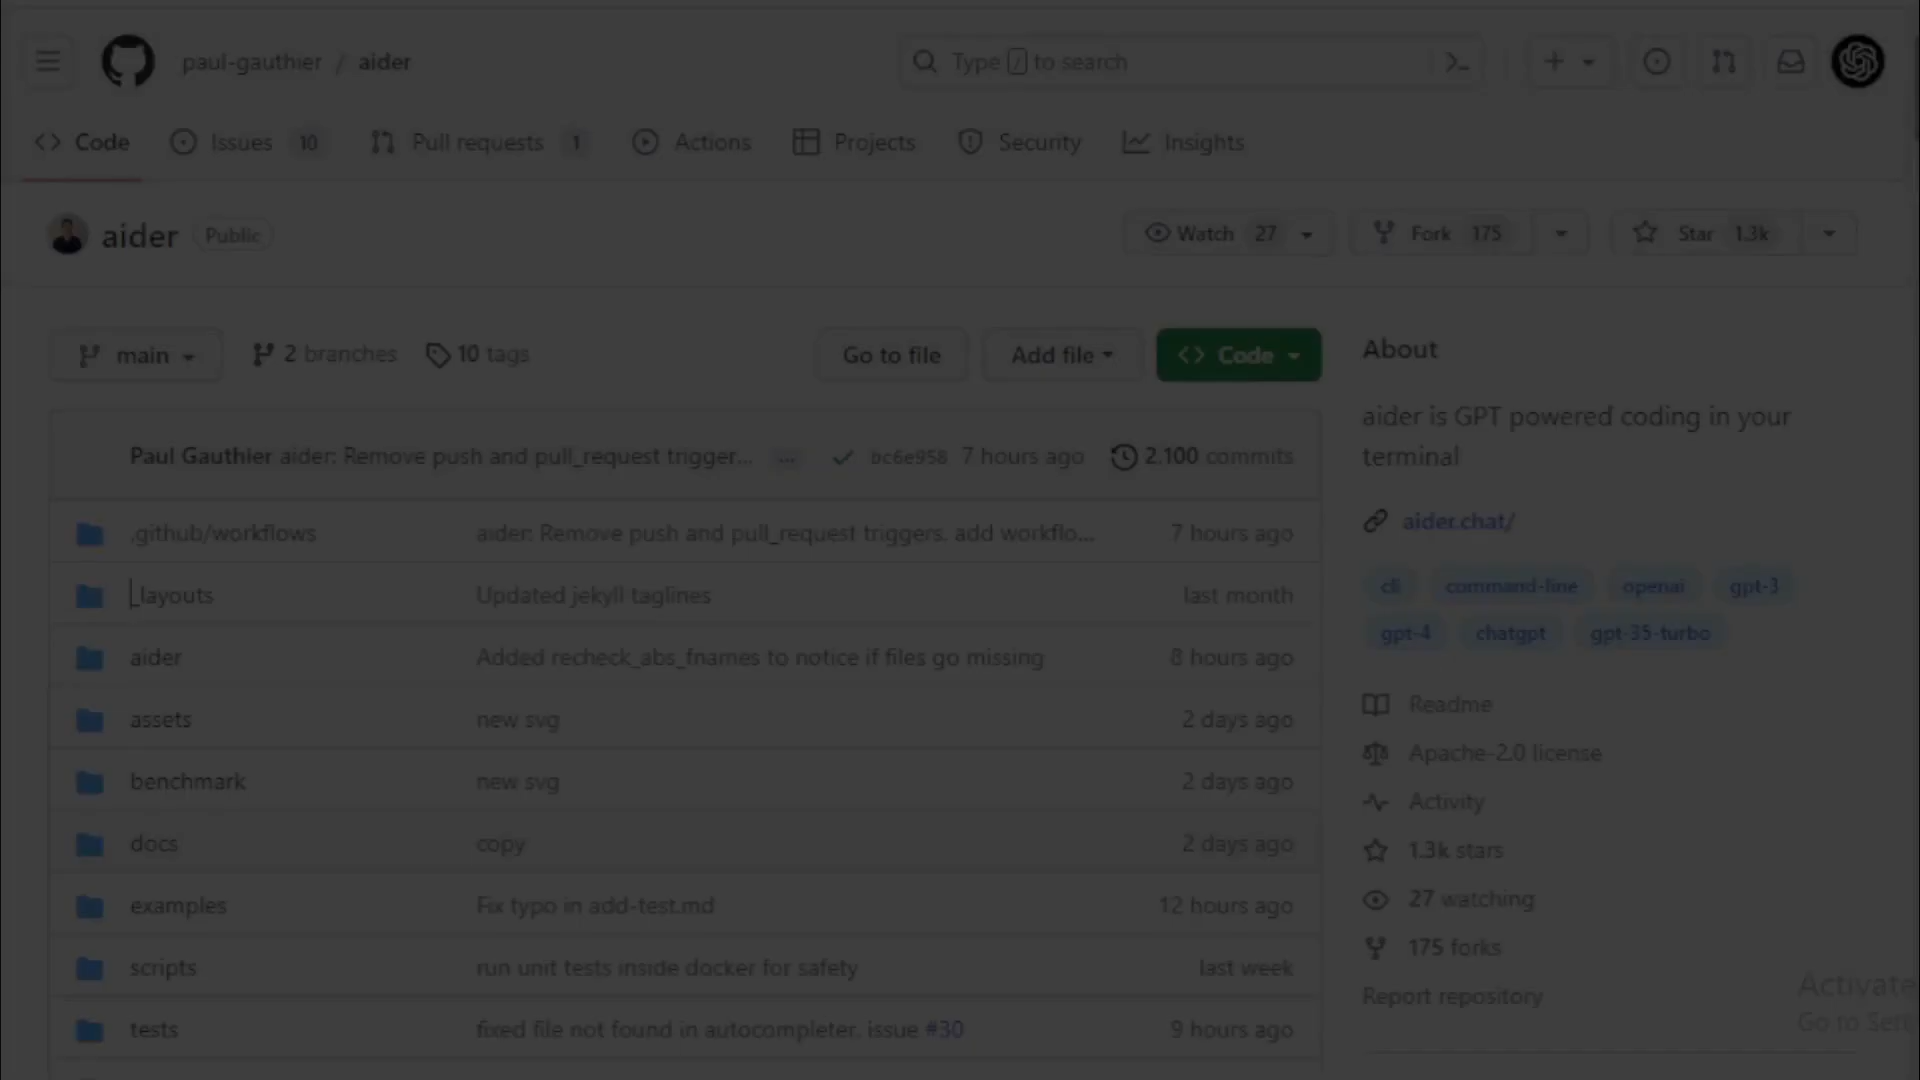 paul-gauthier / aider
Type / to search
Code
Issues 10
Pull requests 1
Actions
Projects
Security
Insights
aider Public
Watch 27
Fork 175
Star 1.3k
main
2 branches
10 tags
Go to file
Add file
Code
Paul Gauthier aider: Remove push and pull_request trigger... ... bc6e958 7 hours ago 2,100 commits
.github/workflows aider: Remove push and pull_request triggers, add workflo... 7 hours ago
_layouts Updated jekyll taglines last month
aider Added recheck_abs_fnames to notice if files go missing 8 hours ago
assets new svg 2 days ago
benchmark new svg 2 days ago
docs copy 2 days ago
examples Fix typo in add-test.md 12 hours ago
scripts run unit tests inside docker for safety last week
tests fixed file not found in autocompleter. issue #30 9 hours ago
About
aider is GPT powered coding in your
terminal
aider.chat/
cli command-line openai gpt-3
gpt-4 chatgpt gpt-35-turbo
Readme
Apache-2.0 license
Activity
1.3k stars
27 watching
175 forks
Report repository
Activate
Go to Sett